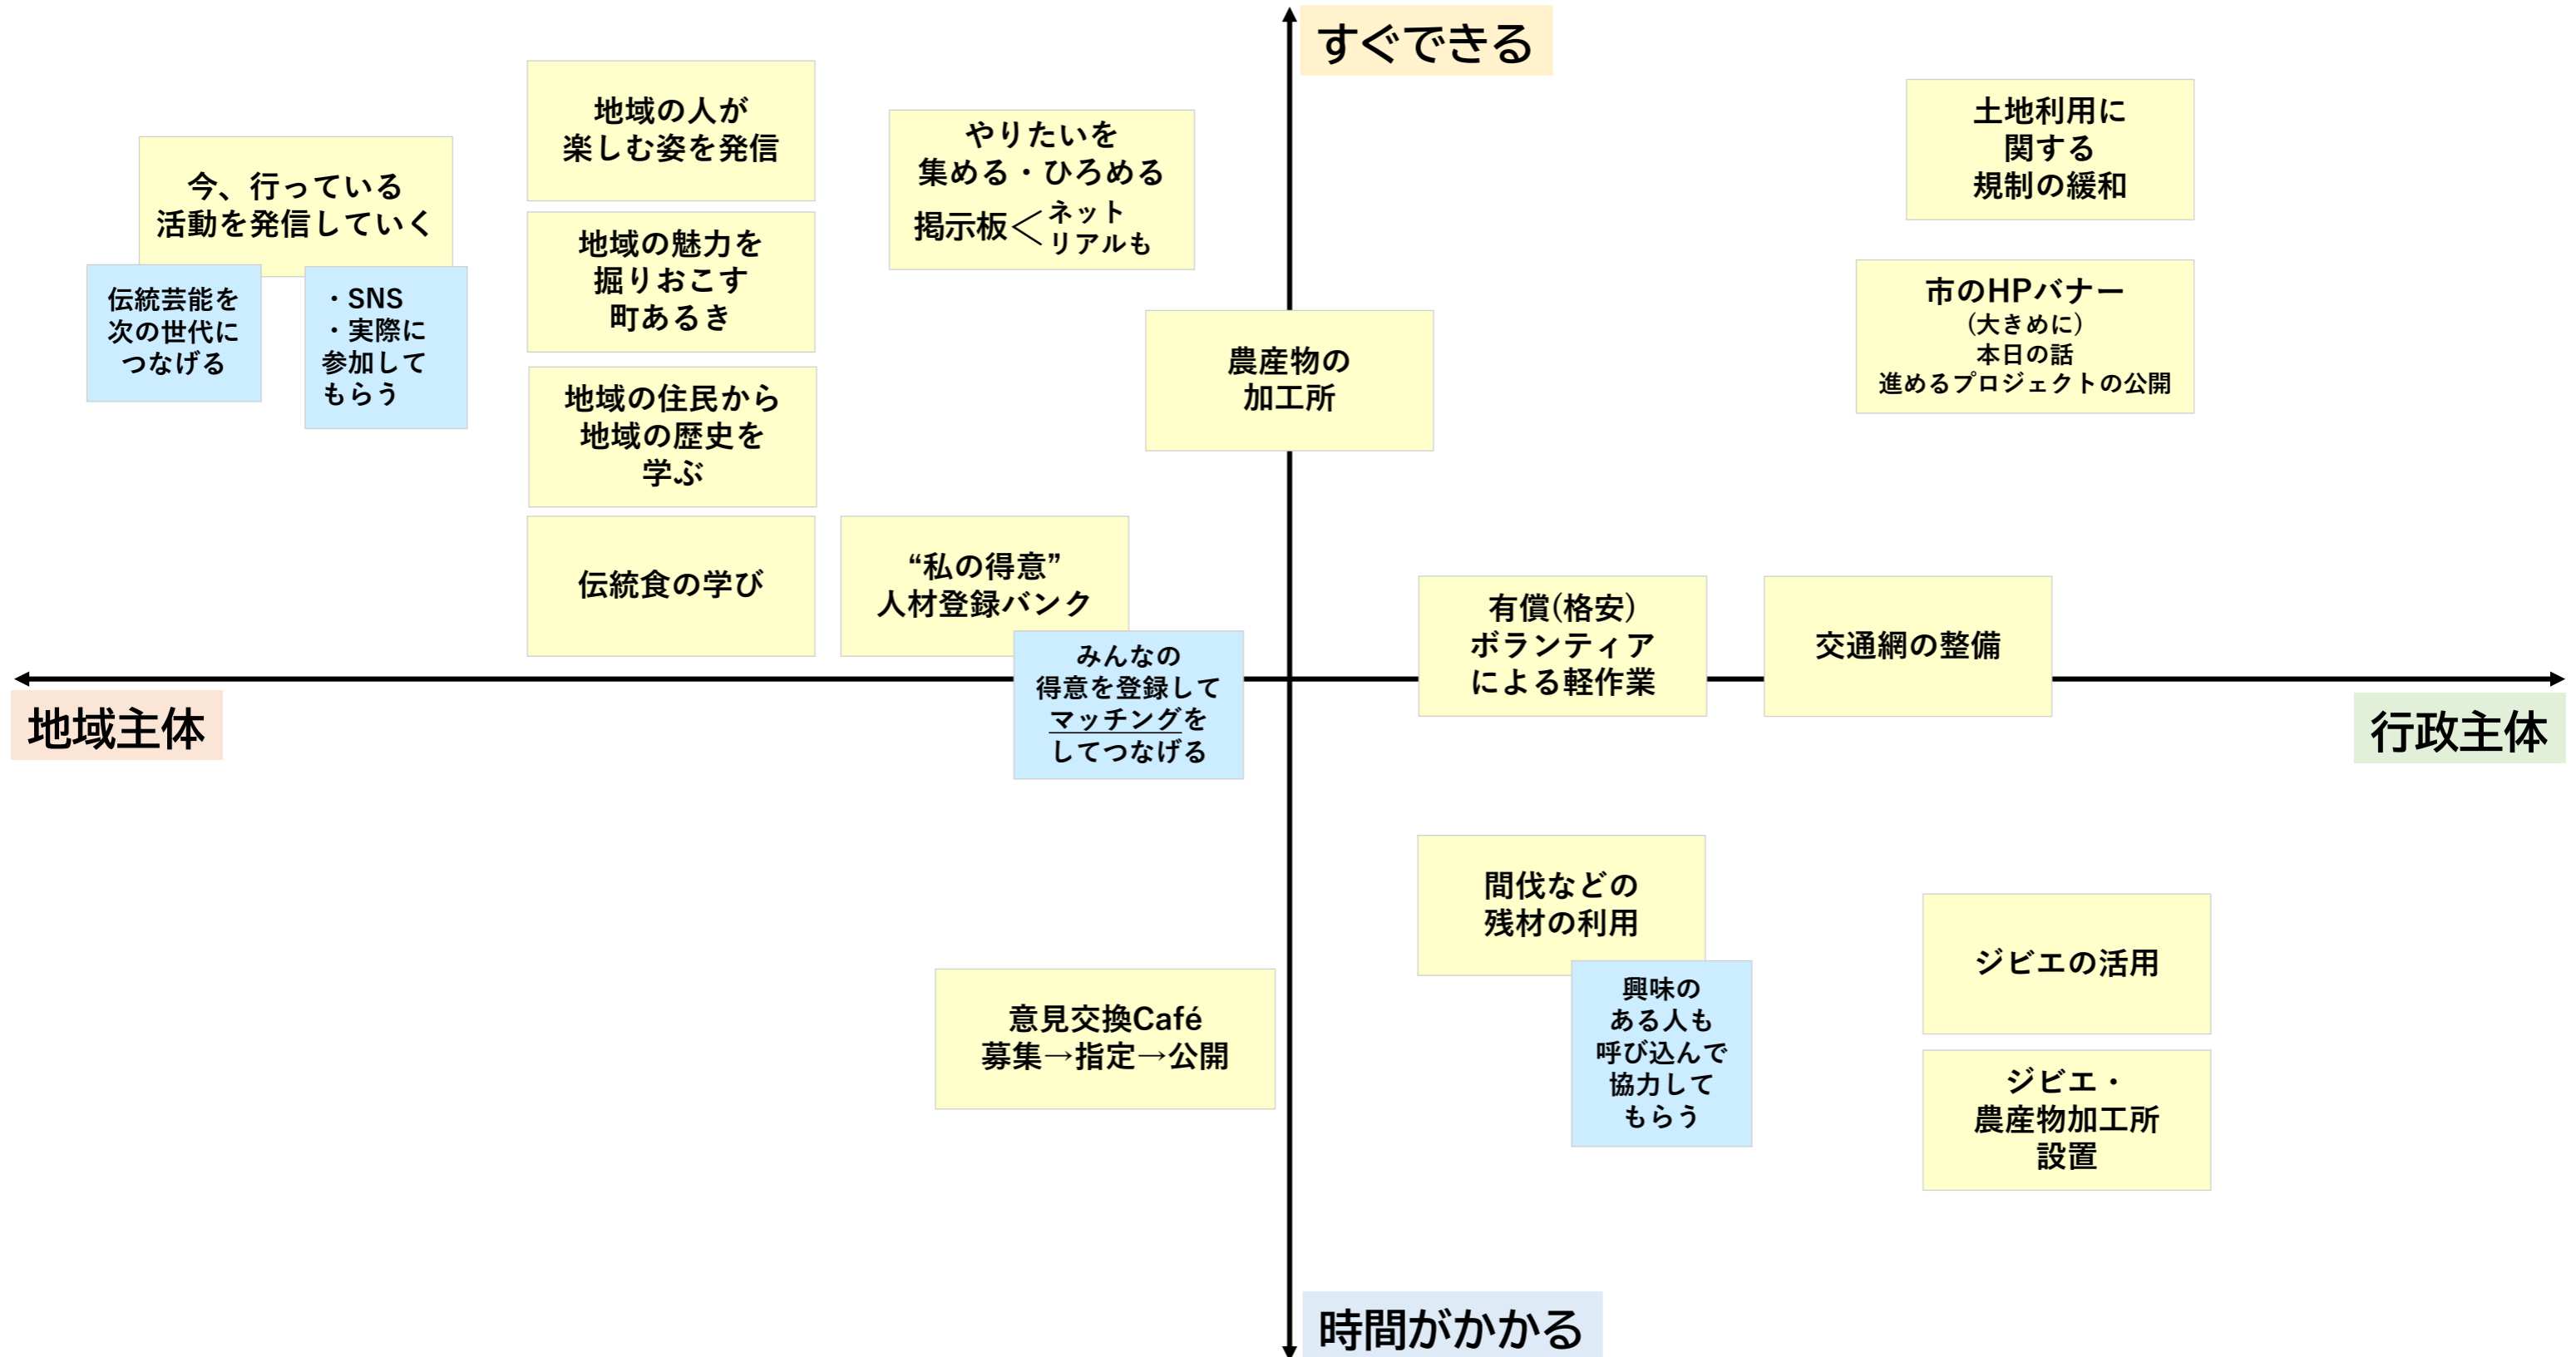 すぐできる
地域の人が
楽しむ姿を発信
土地利用に
関する
規制の緩和
やりたいを
集める・ひろめる
掲示板＜ネット
リアルも
今、行っている
活動を発信していく
伝統芸能を
次の世代に
つなげる
・SNS
・実際に
参加して
もらう
地域の魅力を
掘りおこす
町あるき
市のHPバナー
（大きめに）
本日の話
進めるプロジェクトの公開
農産物の
加工所
地域の住民から
地域の歴史を
学ぶ
伝統食の学び
“私の得意”
人材登録バンク
みんなの
得意を登録して
マッチングを
してつなげる
有償(格安)
ボランティア
による軽作業
交通網の整備
地域主体
行政主体
間伐などの
残材の利用
興味の
ある人も
呼び込んで
協力して
もらう
ジビエの活用
意見交換Café
募集→指定→公開
ジビエ・
農産物加工所
設置
時間がかかる